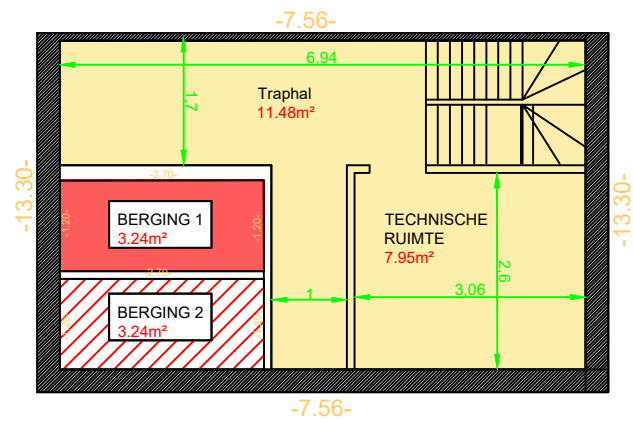 -7.56-
6.94
Traphal
11.48m²
1.7
-13.30-
-13.30-
-2.70-
-1.20-
BERGING 1
3.24m²
-1.20-
TECHNISCHE
RUIMTE
7.95m²
-2.70-
2.6
BERGING 2
3.24m²
1
3.06
-7.56-